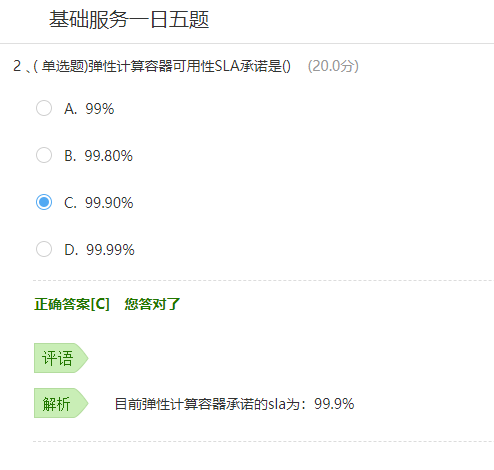 基础服务一日五题
2 、( 单选题)弹性计算容器可用性SLA承诺是() (20.0分)
A. 99%
B. 99.80%
C. 99.90%
D. 99.99%
正确答案[C] 您答对了
评语
解析 目前弹性计算容器承诺的sla为：99.9%